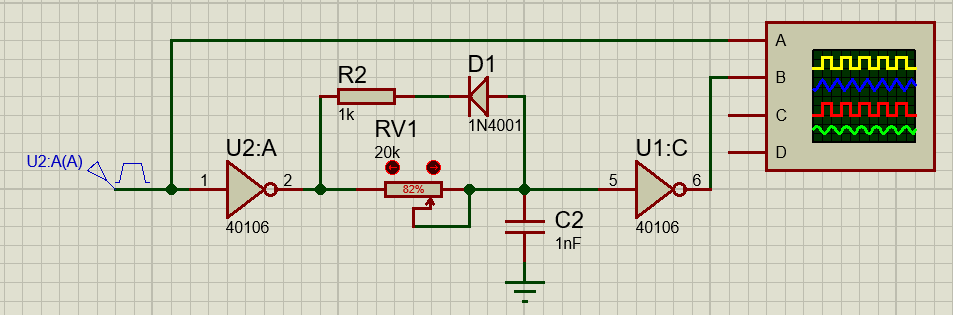 A
D1
R2
B
1k
1N4001
C
RV1
20k
U2:A
U1:C
D
U2:A(A)
1
2
82%
5
6
40106
C2
1nF
40106